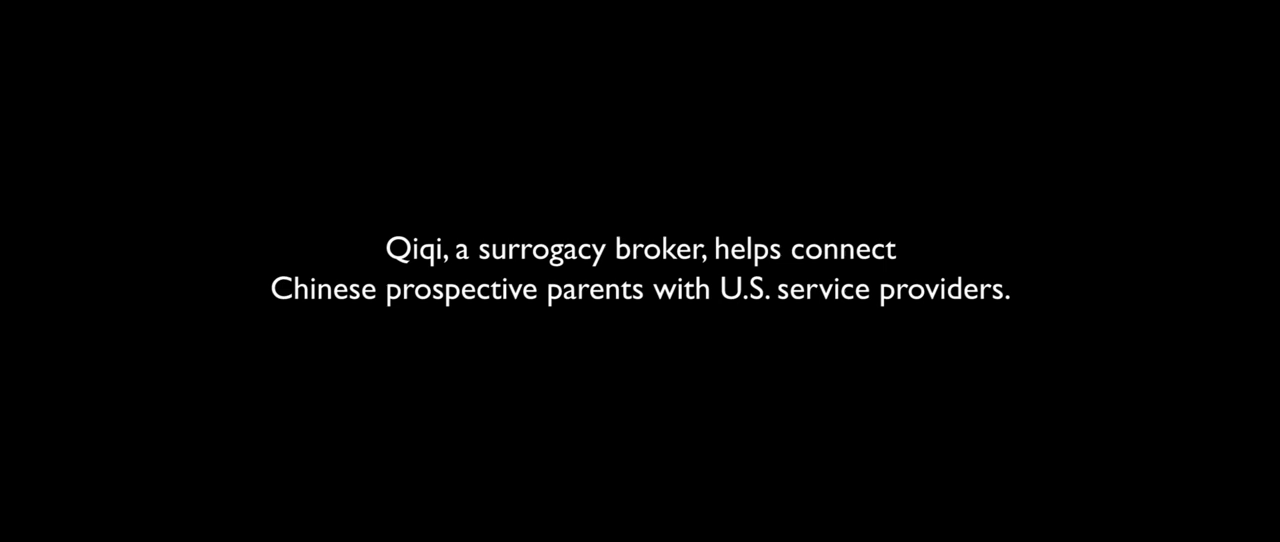 Qiqi, a surrogacy broker, helps connect
Chinese prospective parents with U.S. service providers.